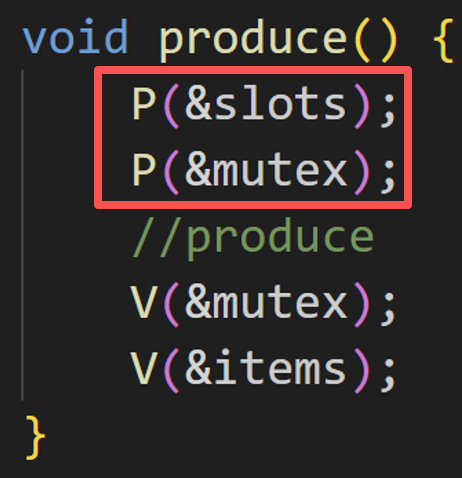 void produce() {
P(&slots);
P(&mutex);
//produce
V(&mutex);
V(&items);
}